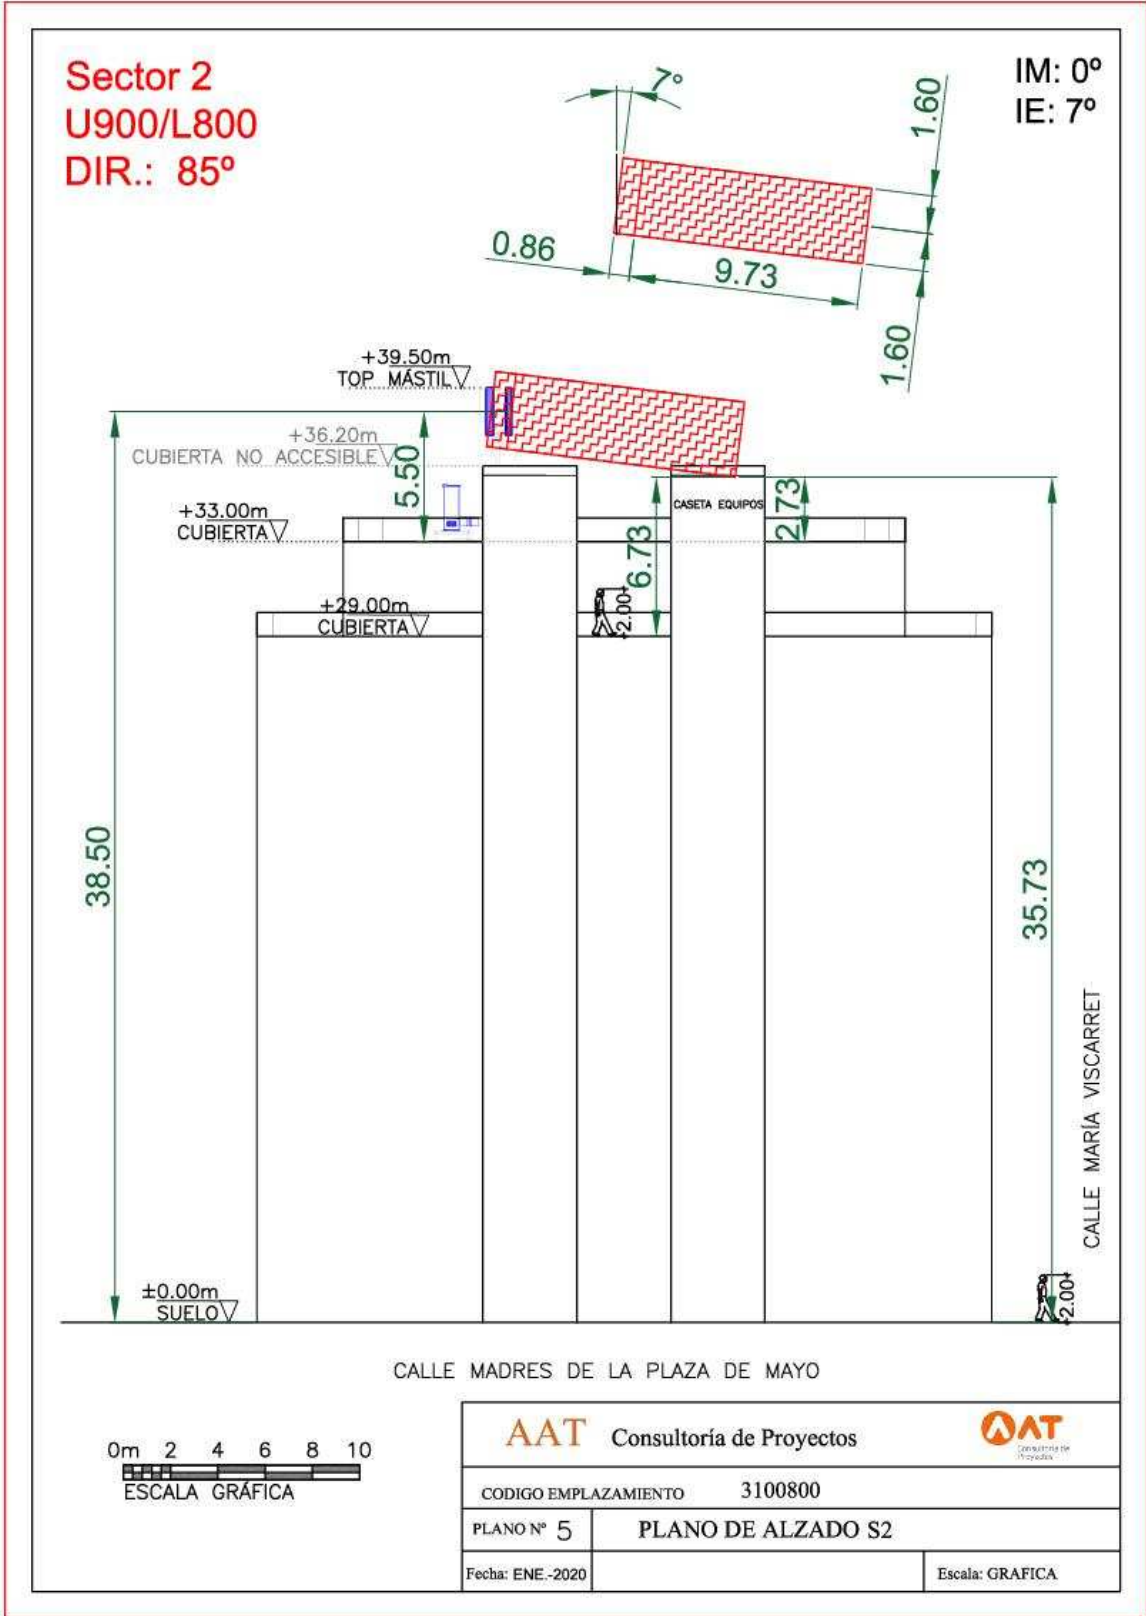 Sector 2
U900/L800
DIR.: 85º
IM: 0º
IE: 7º
7°
1.60
0.86
9.73
1.60
+39.50m
TOP MÁSTIL
+36.20m
CUBIERTA NO ACCESIBLE
5.50
+33.00m
CUBIERTA
CASETA EQUIPOS
2.73
6.73
+29.00m
CUBIERTA
2.00
38.50
35.73
CALLE MARÍA VISCARRET
±0.00m
SUELO
2.00
CALLE MADRES DE LA PLAZA DE MAYO
0m 2 4 6 8 10
ESCALA GRÁFICA
AAT Consultoría de Proyectos
AAT
Consultoría de
Proyectos
CODIGO EMPLAZAMIENTO 3100800
PLANO Nº 5 PLANO DE ALZADO S2
Fecha: ENE.-2020
Escala: GRAFICA